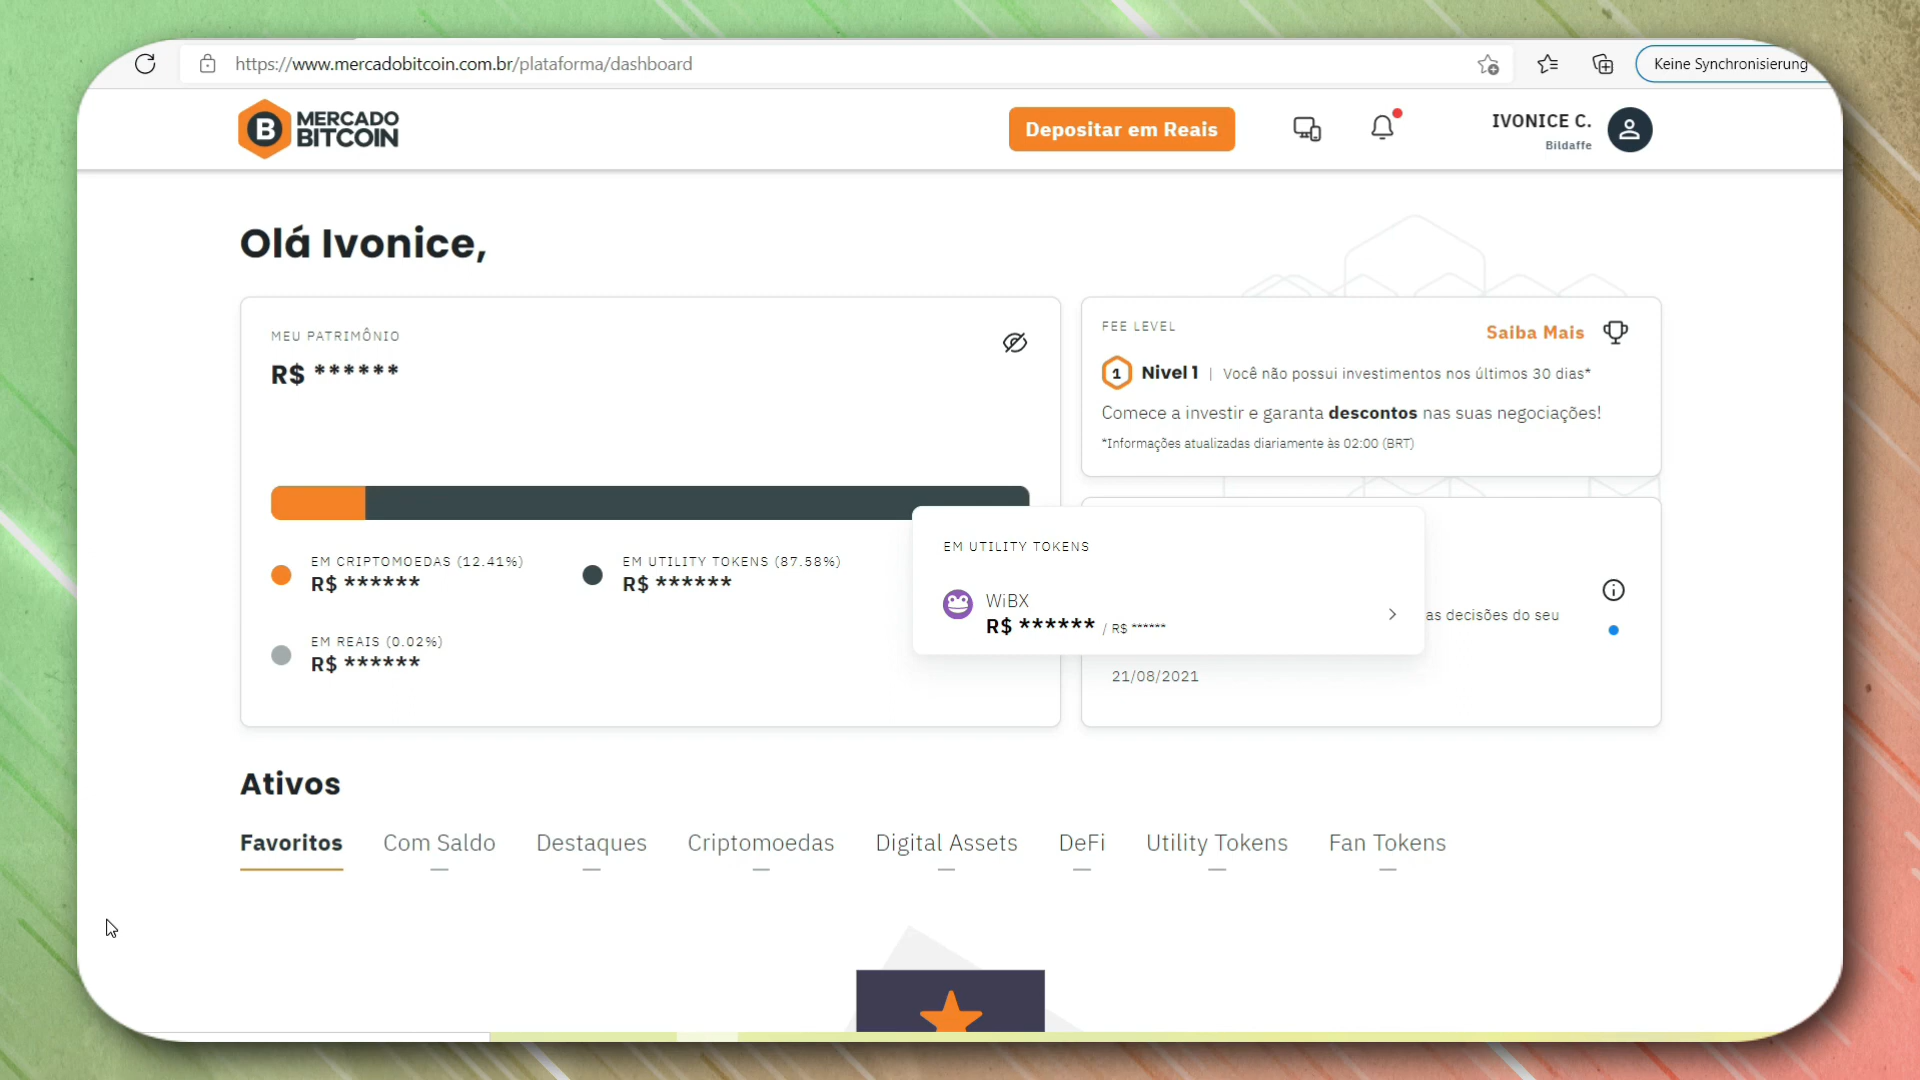 https://www.mercadobitcoin.com.br/plataforma/dashboard
Keine Synchronisierung
B MERCADO
BITCOIN
Depositar em Reais
IVONICE C.
Bildaffe
Olá Ivonice,
MEU PATRIMÔNIO
R$ ******
EM CRIPTOMOEDAS (12.41%)
R$ ******
EM UTILITY TOKENS (87.58%)
R$ ******
EM REAIS (0.02%)
R$ ******
FEE LEVEL
Saiba Mais
1 Nivel 1 | Você não possui investimentos nos últimos 30 dias*
Comece a investir e garanta descontos nas suas negociações!
*Informações atualizadas diariamente às 02:00 (BRT)
EM UTILITY TOKENS
WiBX
R$ ****** / R$ ******
as decisões do seu
21/08/2021
Ativos
Favoritos Com Saldo Destaques Criptomoedas Digital Assets DeFi Utility Tokens Fan Tokens